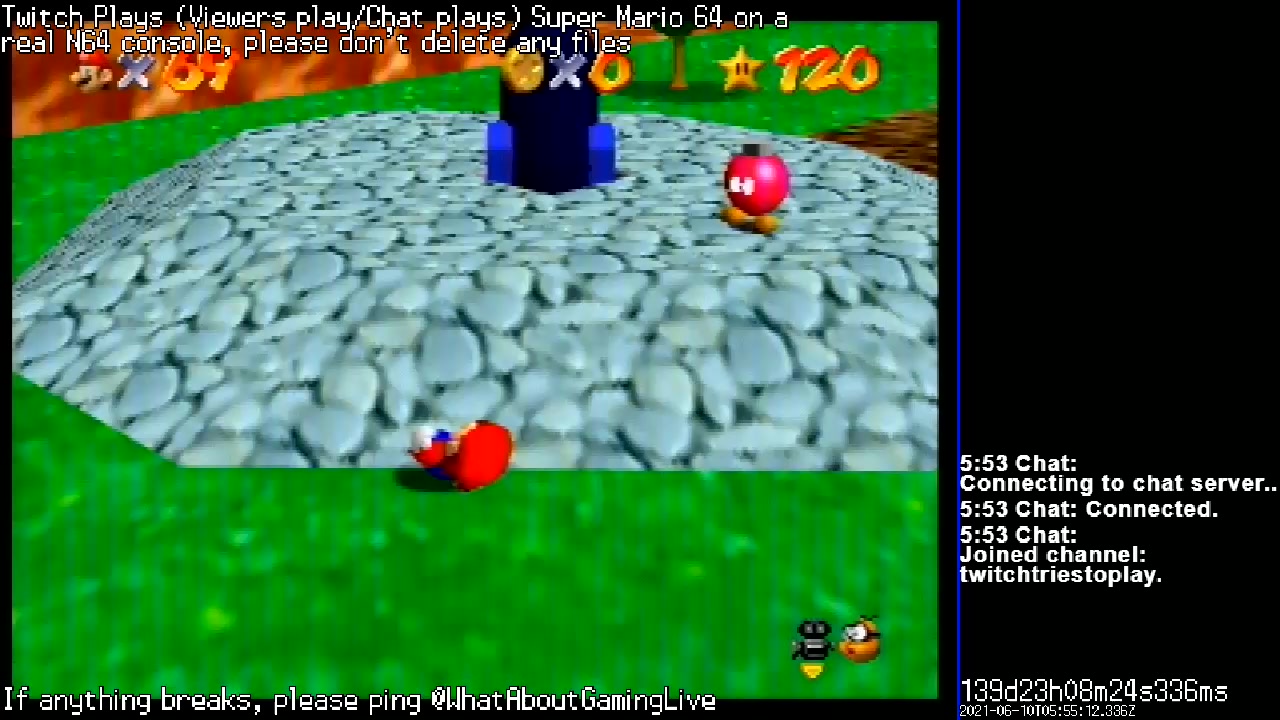 Twitch Plays (Viewers play/Chat plays) Super Mario 64 on a
real N64 console, please don't delete any files
x 69 x 0 120
5:53 Chat:
Connecting to chat server..
5:53 Chat: Connected.
5:53 Chat:
Joined channel:
twitchtriestoplay.
If anything breaks, please ping @WhatAboutGamingLive
139d23h08m24s336ms
2021-06-10T05:55:12.336Z